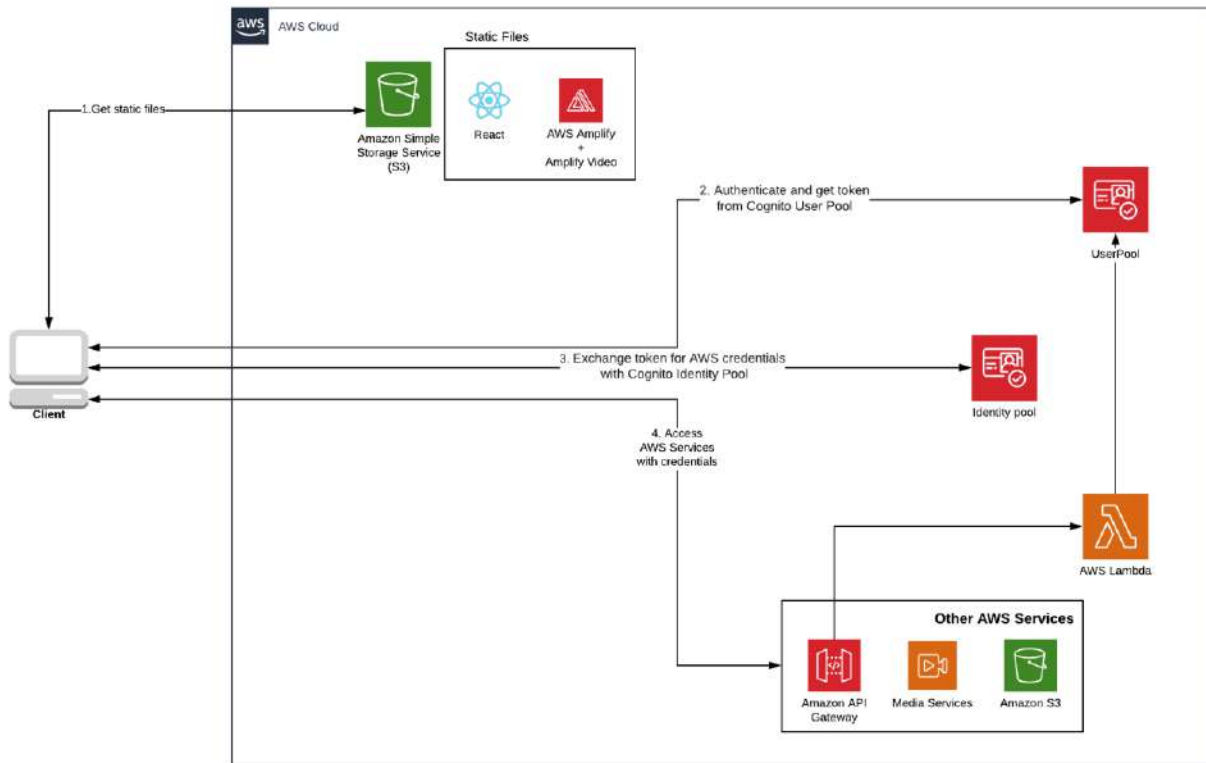 aws
AWS Cloud
Static Files
1.Get static files
Amazon Simple
Storage Service
(S3)
React
AWS Amplify
+
Amplify Video
2. Authenticate and get token
from Cognito User Pool
UserPool
3. Exchange token for AWS credentials
with Cognito Identity Pool
Identity pool
Client
4. Access
AWS Services
with credentials
AWS Lambda
Other AWS Services
Amazon API
Gateway
Media Services
Amazon S3